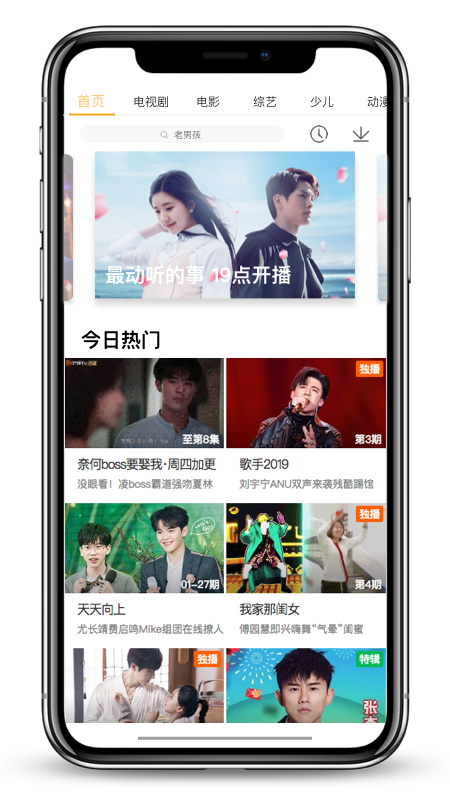 首页 电视剧 电影 综艺 少儿 动漫
老男孩
最动听的事 19点开播
今日热门
至第8集
独播
第3期
奈何boss要娶我·周四加更
歌手2019
没眼看！凌boss霸道强吻夏林
刘宇宁ANU双声来袭残酷踢馆
01-27期
独播
第4期
天天向上
我家那闺女
尤长靖费启鸣Mike组团在线撩人
傅园慧即兴嗨舞“气晕”闺蜜
独播
特辑